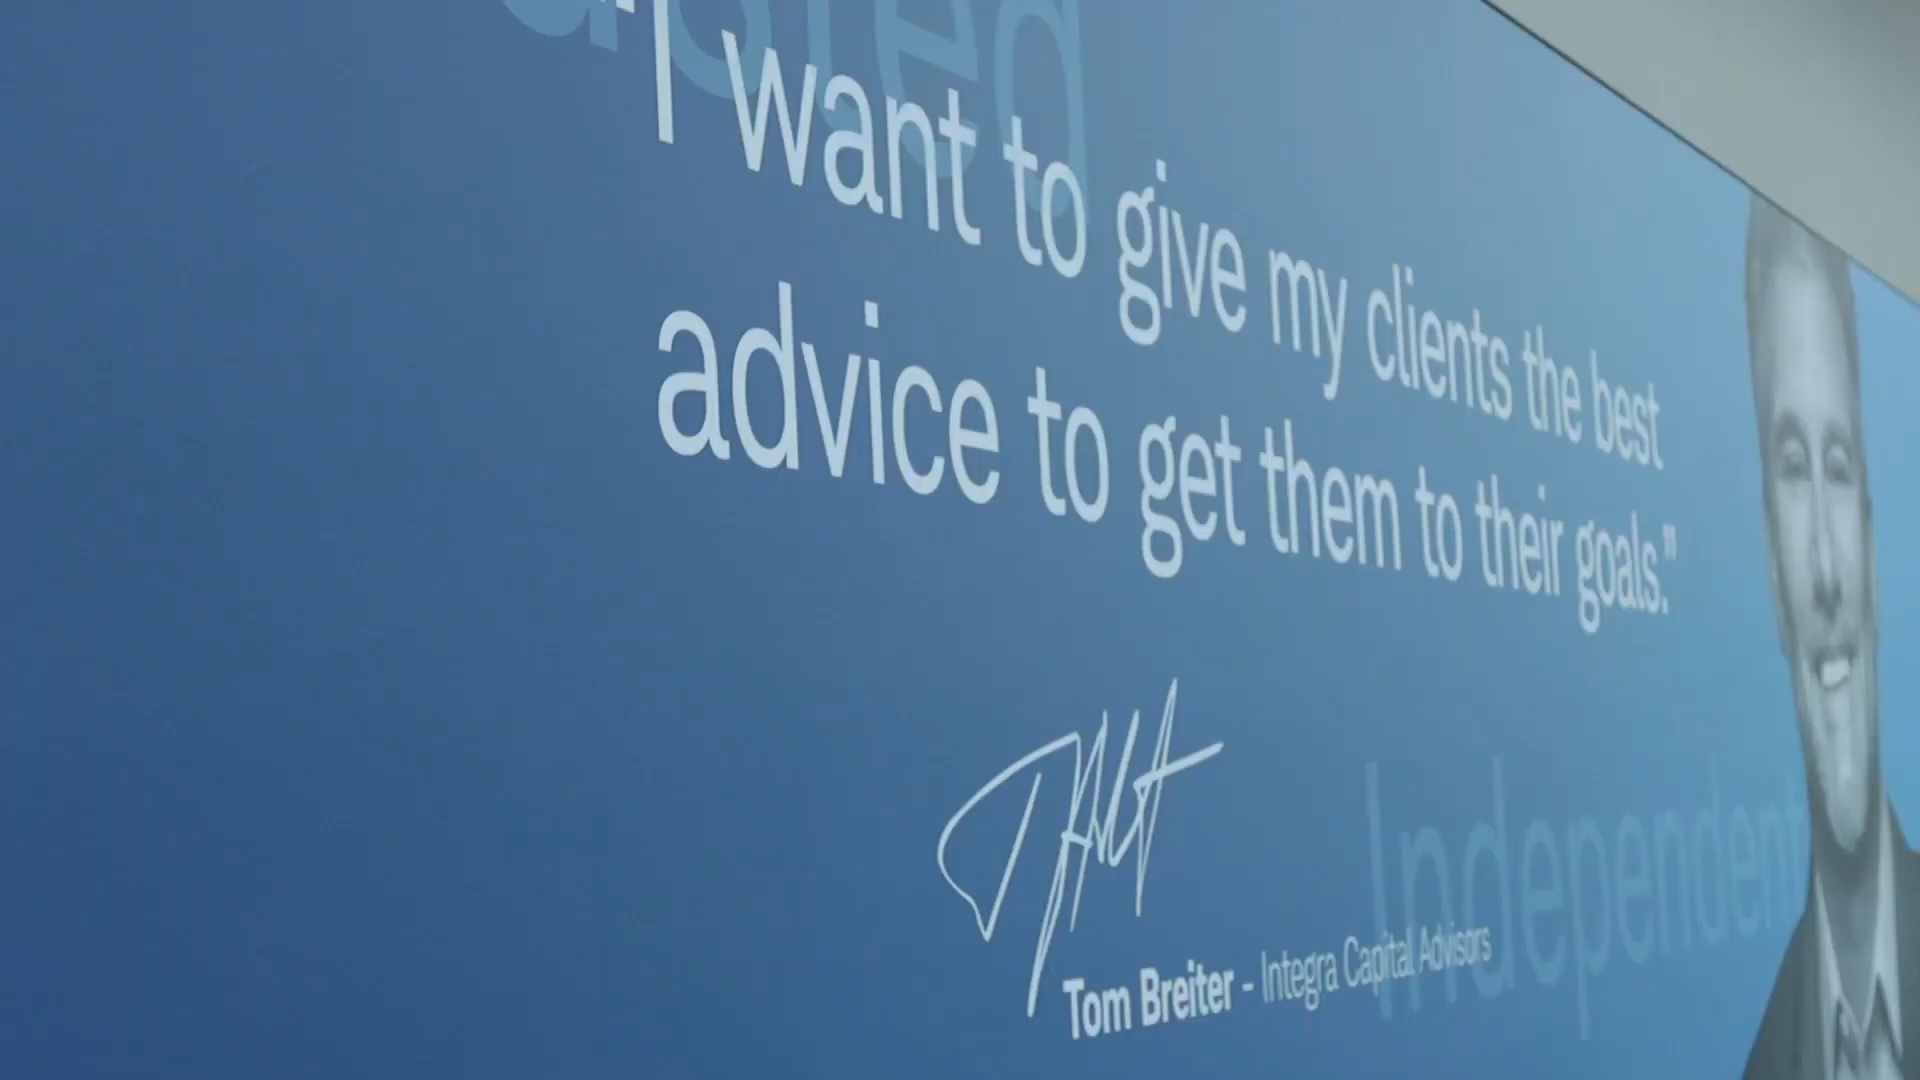 "I want to give my clients the best
advice to get them to their goals."
Tom Breiter - Integra Capital Advisors
Independent